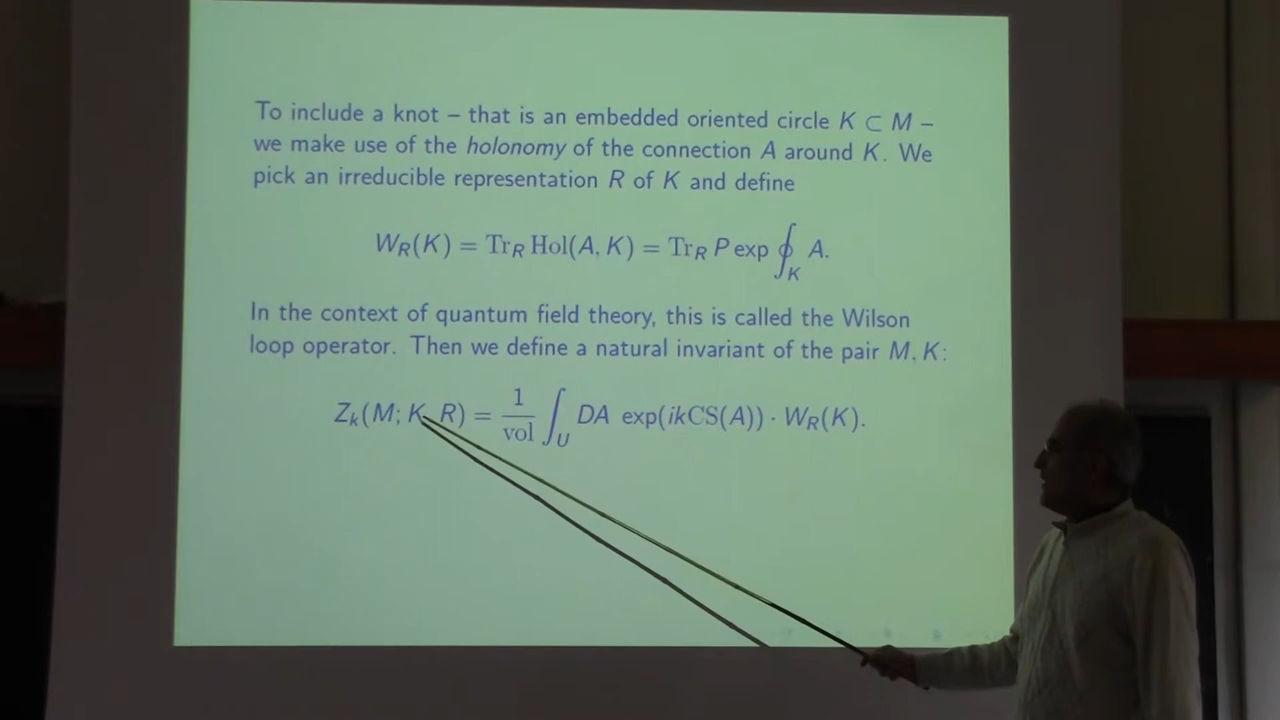 To include a knot – that is an embedded oriented circle K ⊂ M –
we make use of the holonomy of the connection A around K. We
pick an irreducible representation R of K and define
W_R(K) = Tr_R Hol(A, K) = Tr_R P exp ∮_K A.
In the context of quantum field theory, this is called the Wilson
loop operator. Then we define a natural invariant of the pair M, K:
Z_k(M; K, R) = 1/vol ∫_U DA exp(ikCS(A)) · W_R(K).